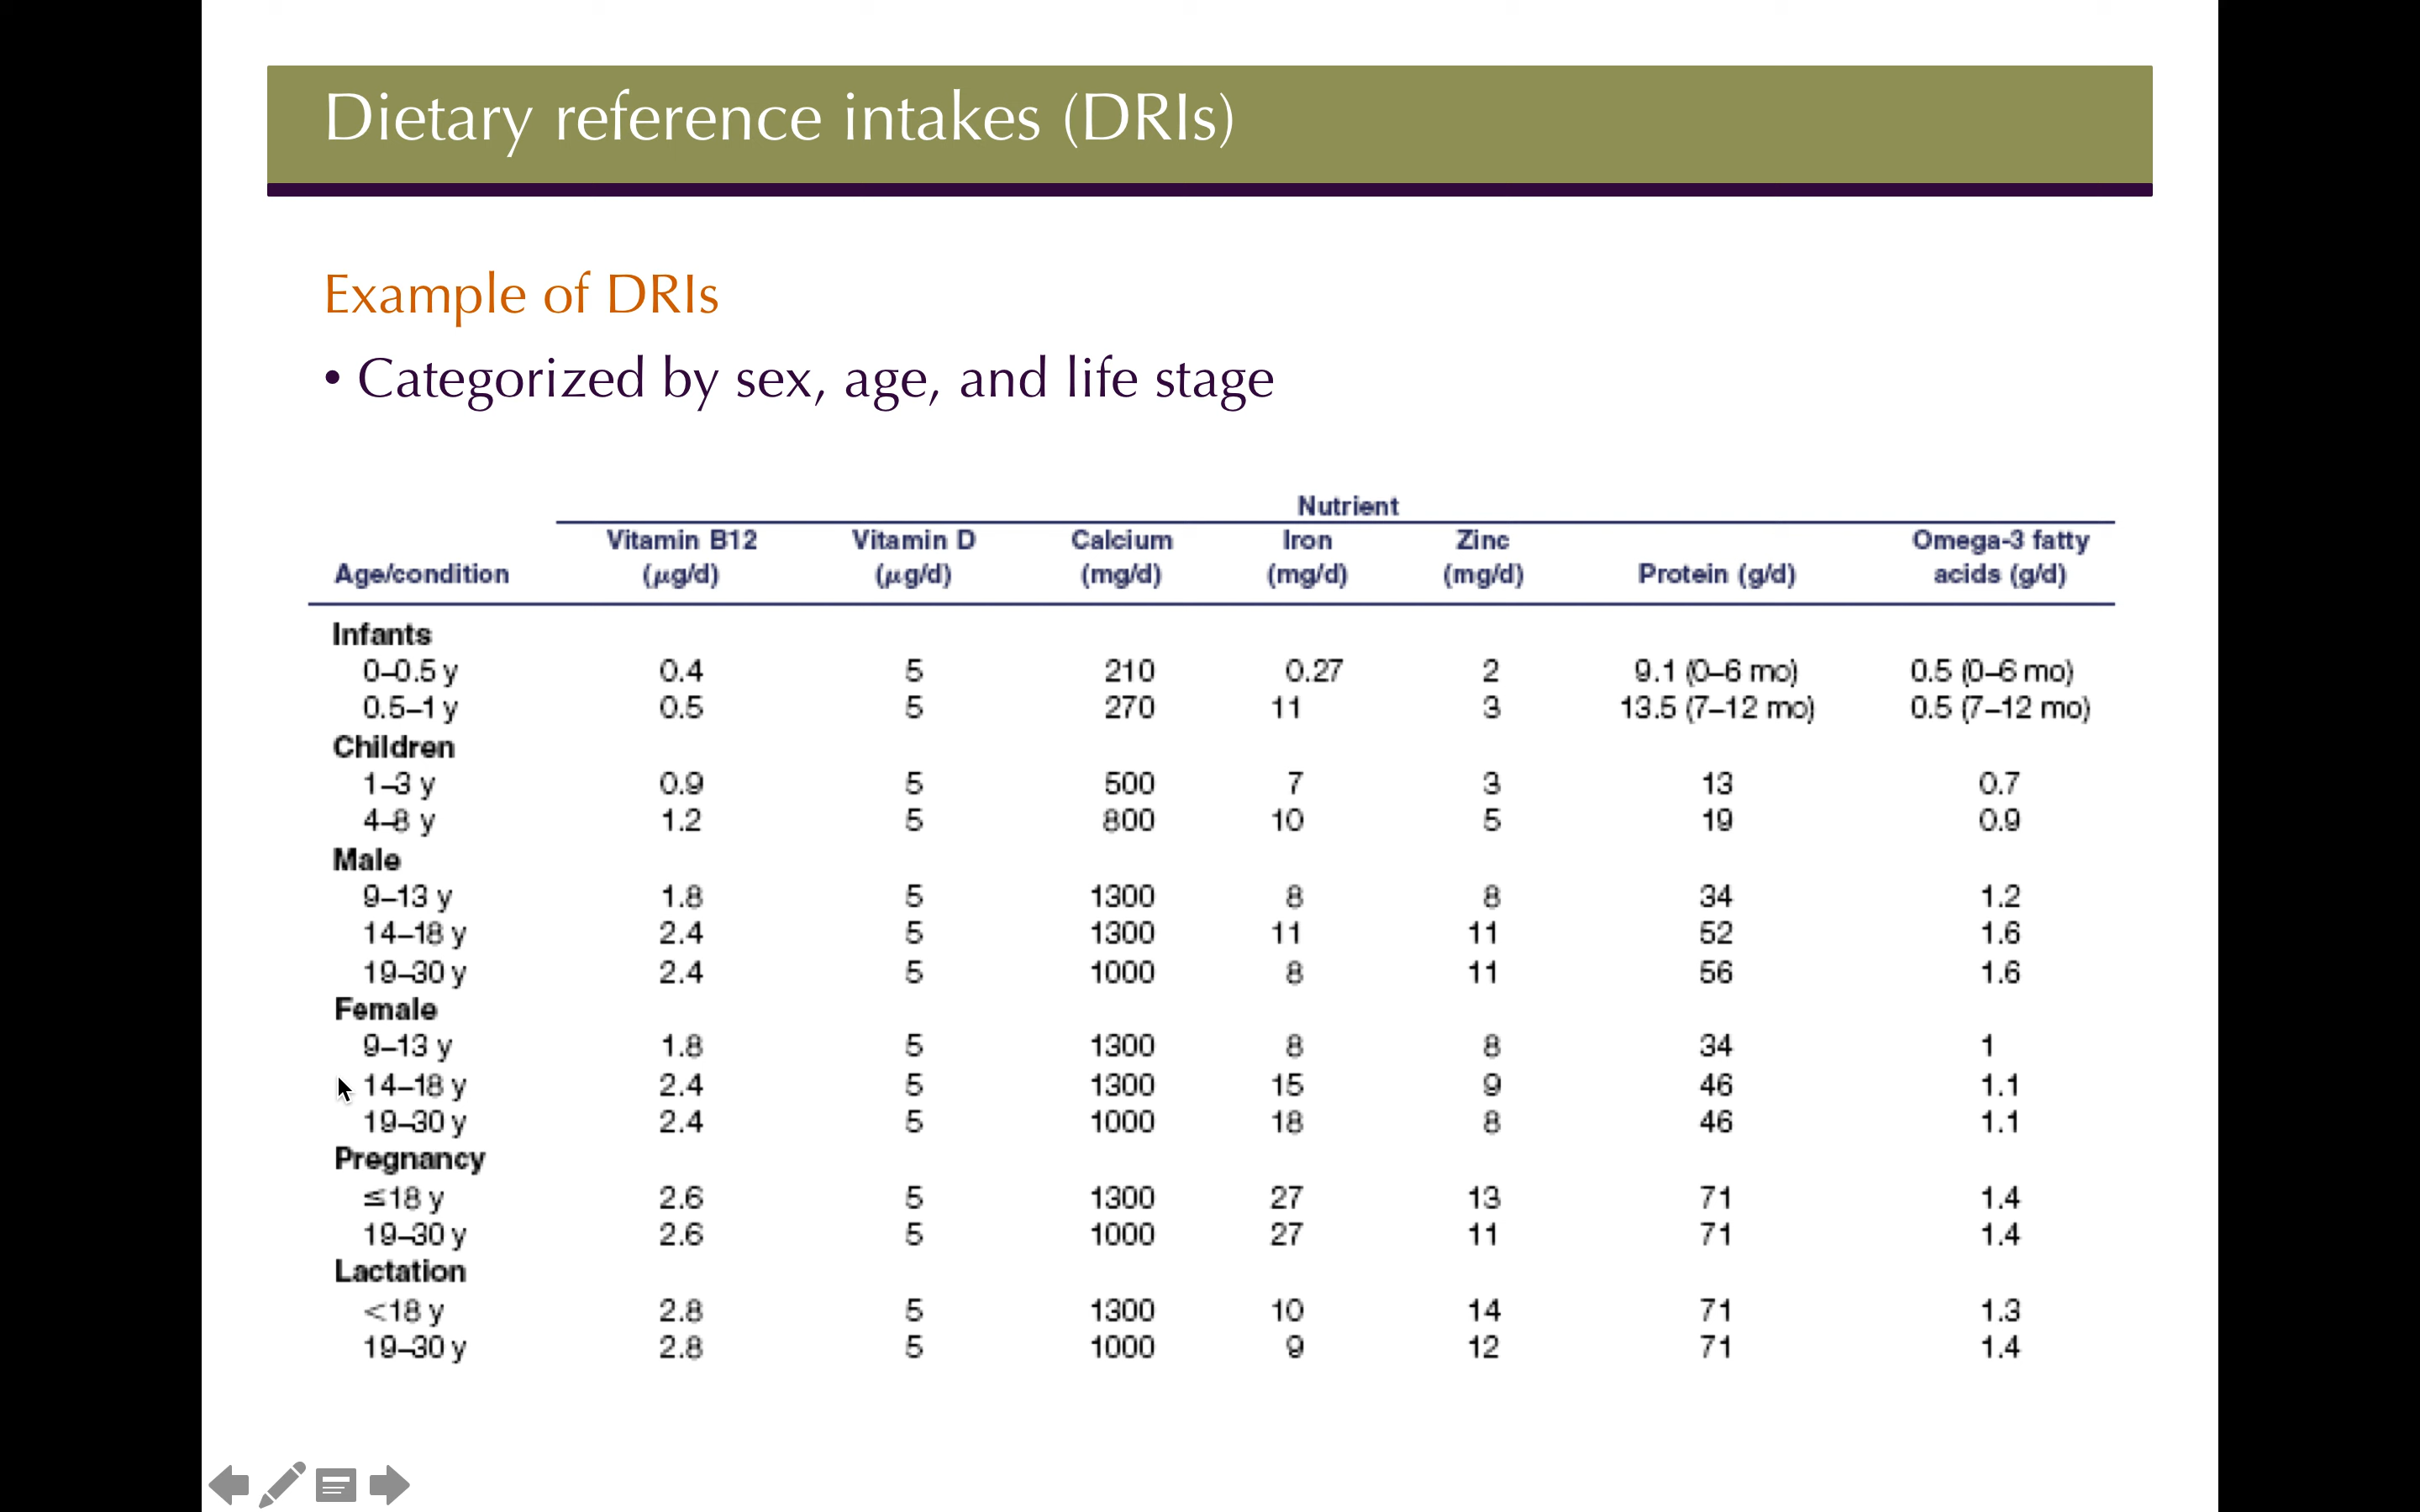 Dietary reference intakes (DRIs)
Example of DRIs
• Categorized by sex, age, and life stage
Nutrient
Vitamin B12 Vitamin D Calcium Iron Zinc Omega-3 fatty
Age/condition (μg/d) (μg/d) (mg/d) (mg/d) (mg/d) Protein (g/d) acids (g/d)
Infants
0–0.5 y 0.4 5 210 0.27 2 9.1 (0–6 mo) 0.5 (0–6 mo)
0.5–1 y 0.5 5 270 11 3 13.5 (7–12 mo) 0.5 (7–12 mo)
Children
1–3 y 0.9 5 500 7 3 13 0.7
4–8 y 1.2 5 800 10 5 19 0.9
Male
9–13 y 1.8 5 1300 8 8 34 1.2
14–18 y 2.4 5 1300 11 11 52 1.6
19–30 y 2.4 5 1000 8 11 56 1.6
Female
9–13 y 1.8 5 1300 8 8 34 1
14–18 y 2.4 5 1300 15 9 46 1.1
19–30 y 2.4 5 1000 18 8 46 1.1
Pregnancy
≤18 y 2.6 5 1300 27 13 71 1.4
19–30 y 2.6 5 1000 27 11 71 1.4
Lactation
<18 y 2.8 5 1300 10 14 71 1.3
19–30 y 2.8 5 1000 9 12 71 1.4